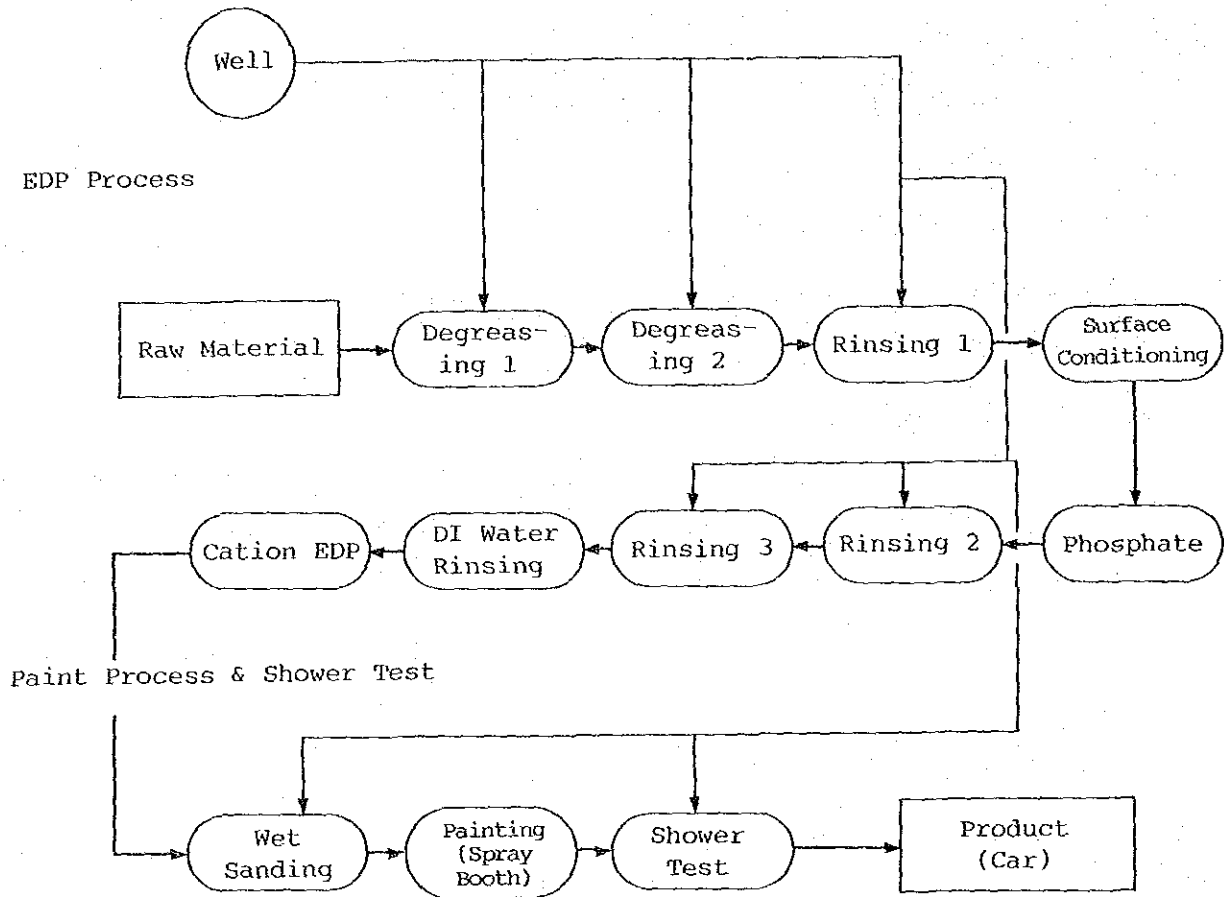 Well
EDP Process
Raw Material
Degreas-
ing 1
Degreas-
ing 2
Rinsing 1
Surface
Conditioning
Cation EDP
DI Water
Rinsing
Rinsing 3
Rinsing 2
Phosphate
Paint Process & Shower Test
Wet
Sanding
Painting
(Spray
Booth)
Shower
Test
Product
(Car)